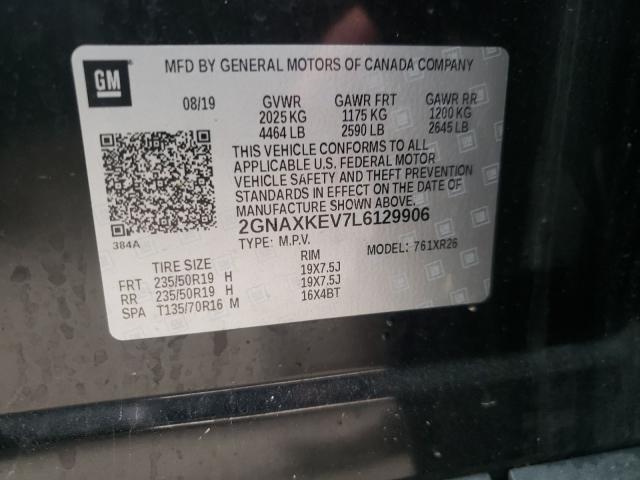 GM
MFD BY GENERAL MOTORS OF CANADA COMPANY
08/19 GVWR GAWR FRT GAWR RR
2025 KG 1175 KG 1200 KG
4464 LB 2590 LB 2645 LB
THIS VEHICLE CONFORMS TO ALL
APPLICABLE U.S. FEDERAL MOTOR
VEHICLE SAFETY AND THEFT PREVENTION
STANDARDS IN EFFECT ON THE DATE OF
MANUFACTURE SHOWN ABOVE.
2GNAXKEV7L6129906
384A TYPE: M.P.V. MODEL: 761XR26
TIRE SIZE RIM
FRT 235/50R19 H 19X7.5J
RR 235/50R19 H 19X7.5J
SPA T135/70R16 M 16X4BT